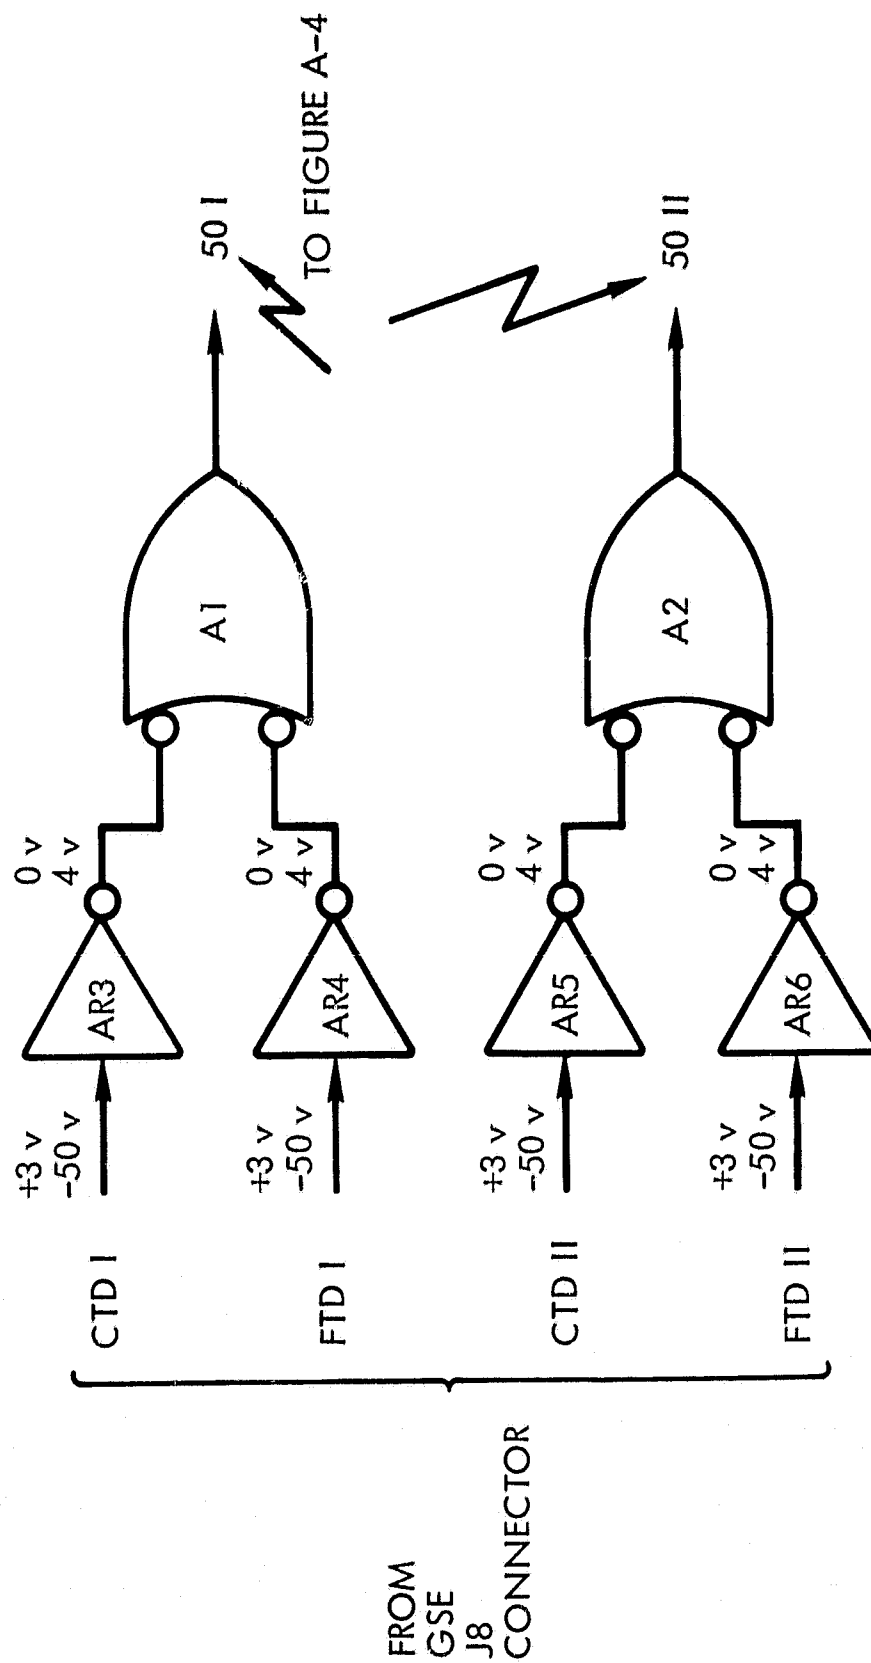 FROM
GSE
J8
CONNECTOR
CTD I
+3 v
-50 v
AR3
0 v
4 v
FTD I
+3 v
-50 v
AR4
0 v
4 v
A1
50 I
TO FIGURE A-4
CTD II
+3 v
-50 v
AR5
0 v
4 v
FTD II
+3 v
-50 v
AR6
0 v
4 v
A2
50 II